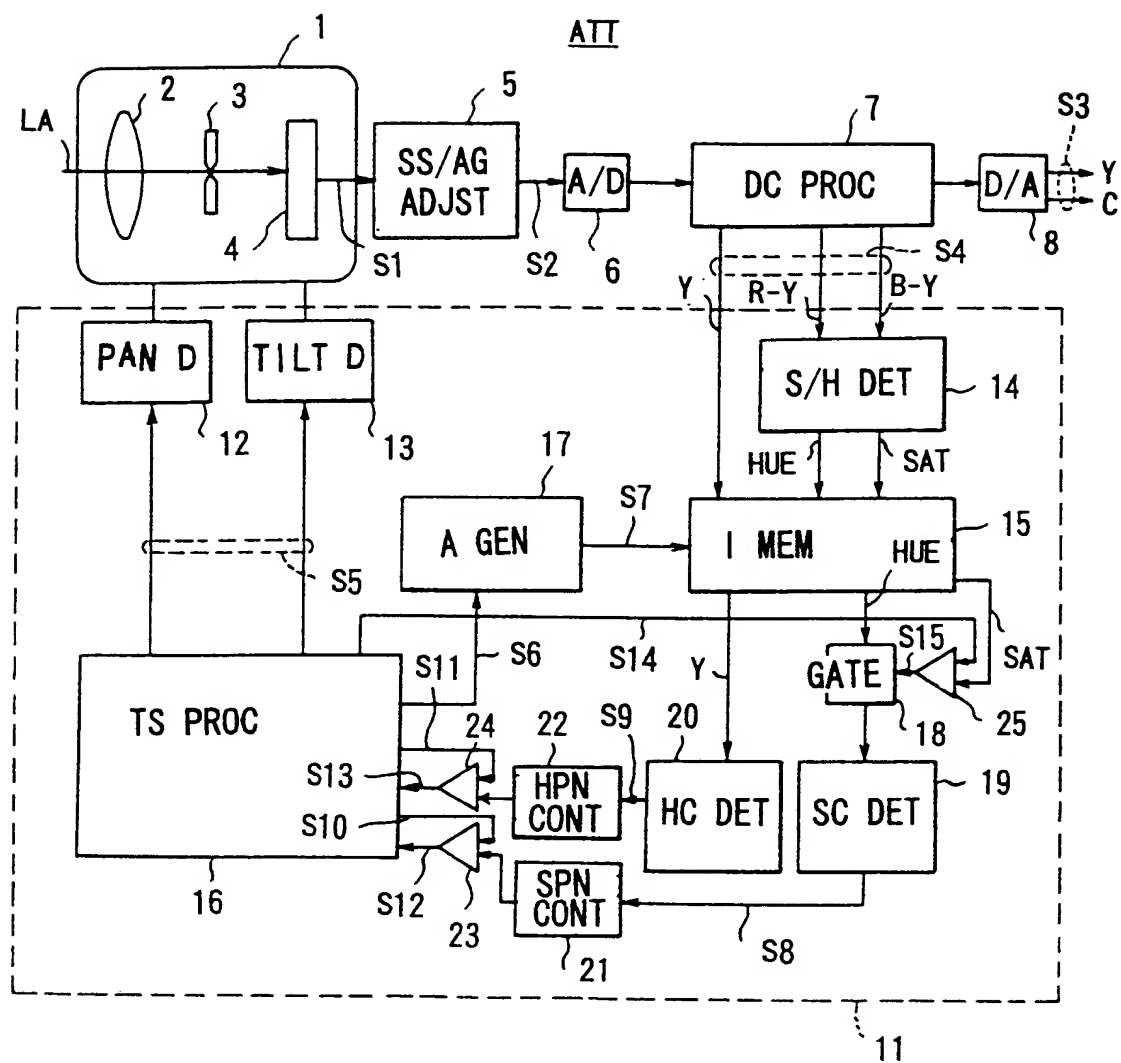 ATT
1
2
3
LA
4
S1
5
SS/AG
ADJST
S2
A/D
6
7
DC PROC
D/A
8
S3
Y
C
S4
Y
R-Y
B-Y
PAN D
12
TILT D
13
S/H DET
14
HUE
SAT
17
A GEN
S7
I MEM
15
HUE
S5
S6
S14
S15
SAT
GATE
18
25
TS PROC
16
S11
24
S13
S10
S12
23
22
HPN
CONT
S9
Y
20
HC DET
SC DET
19
SPN
CONT
21
S8
11